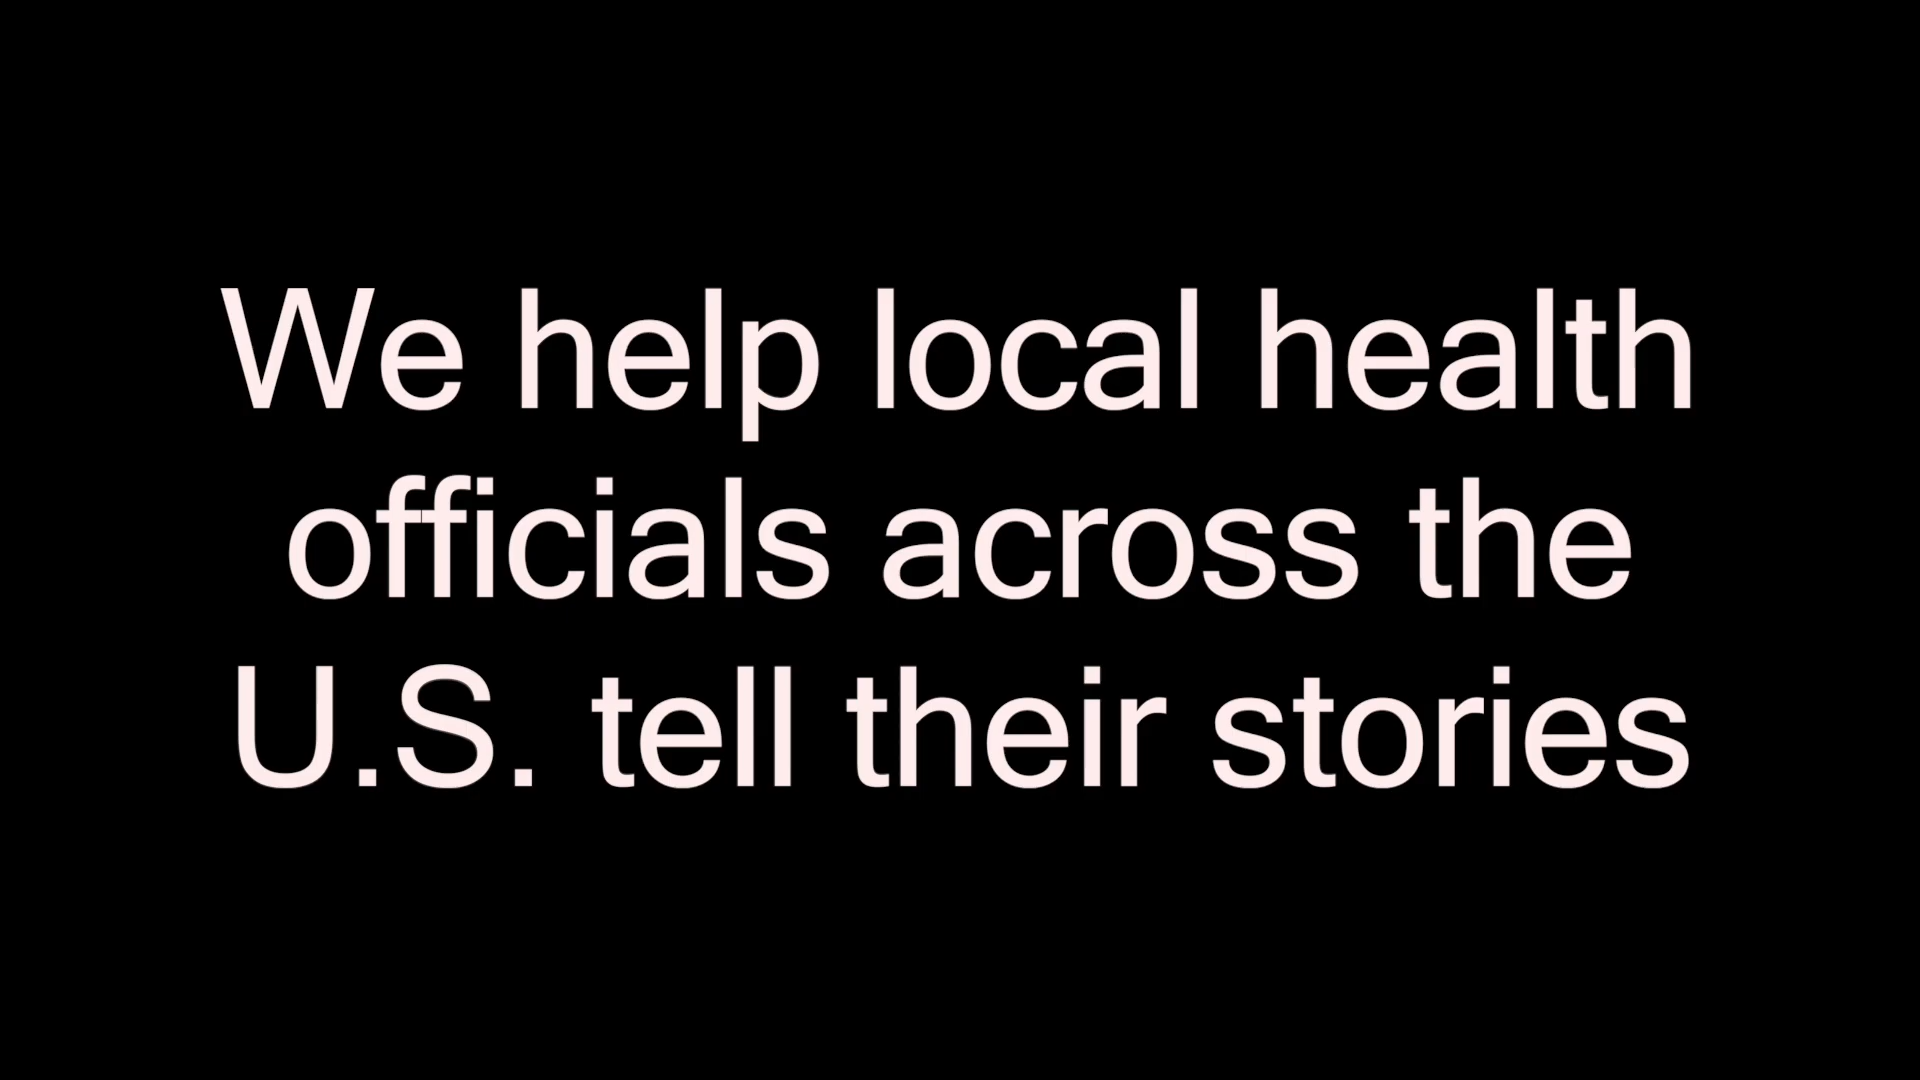 We help local health
officials across the
U.S. tell their stories